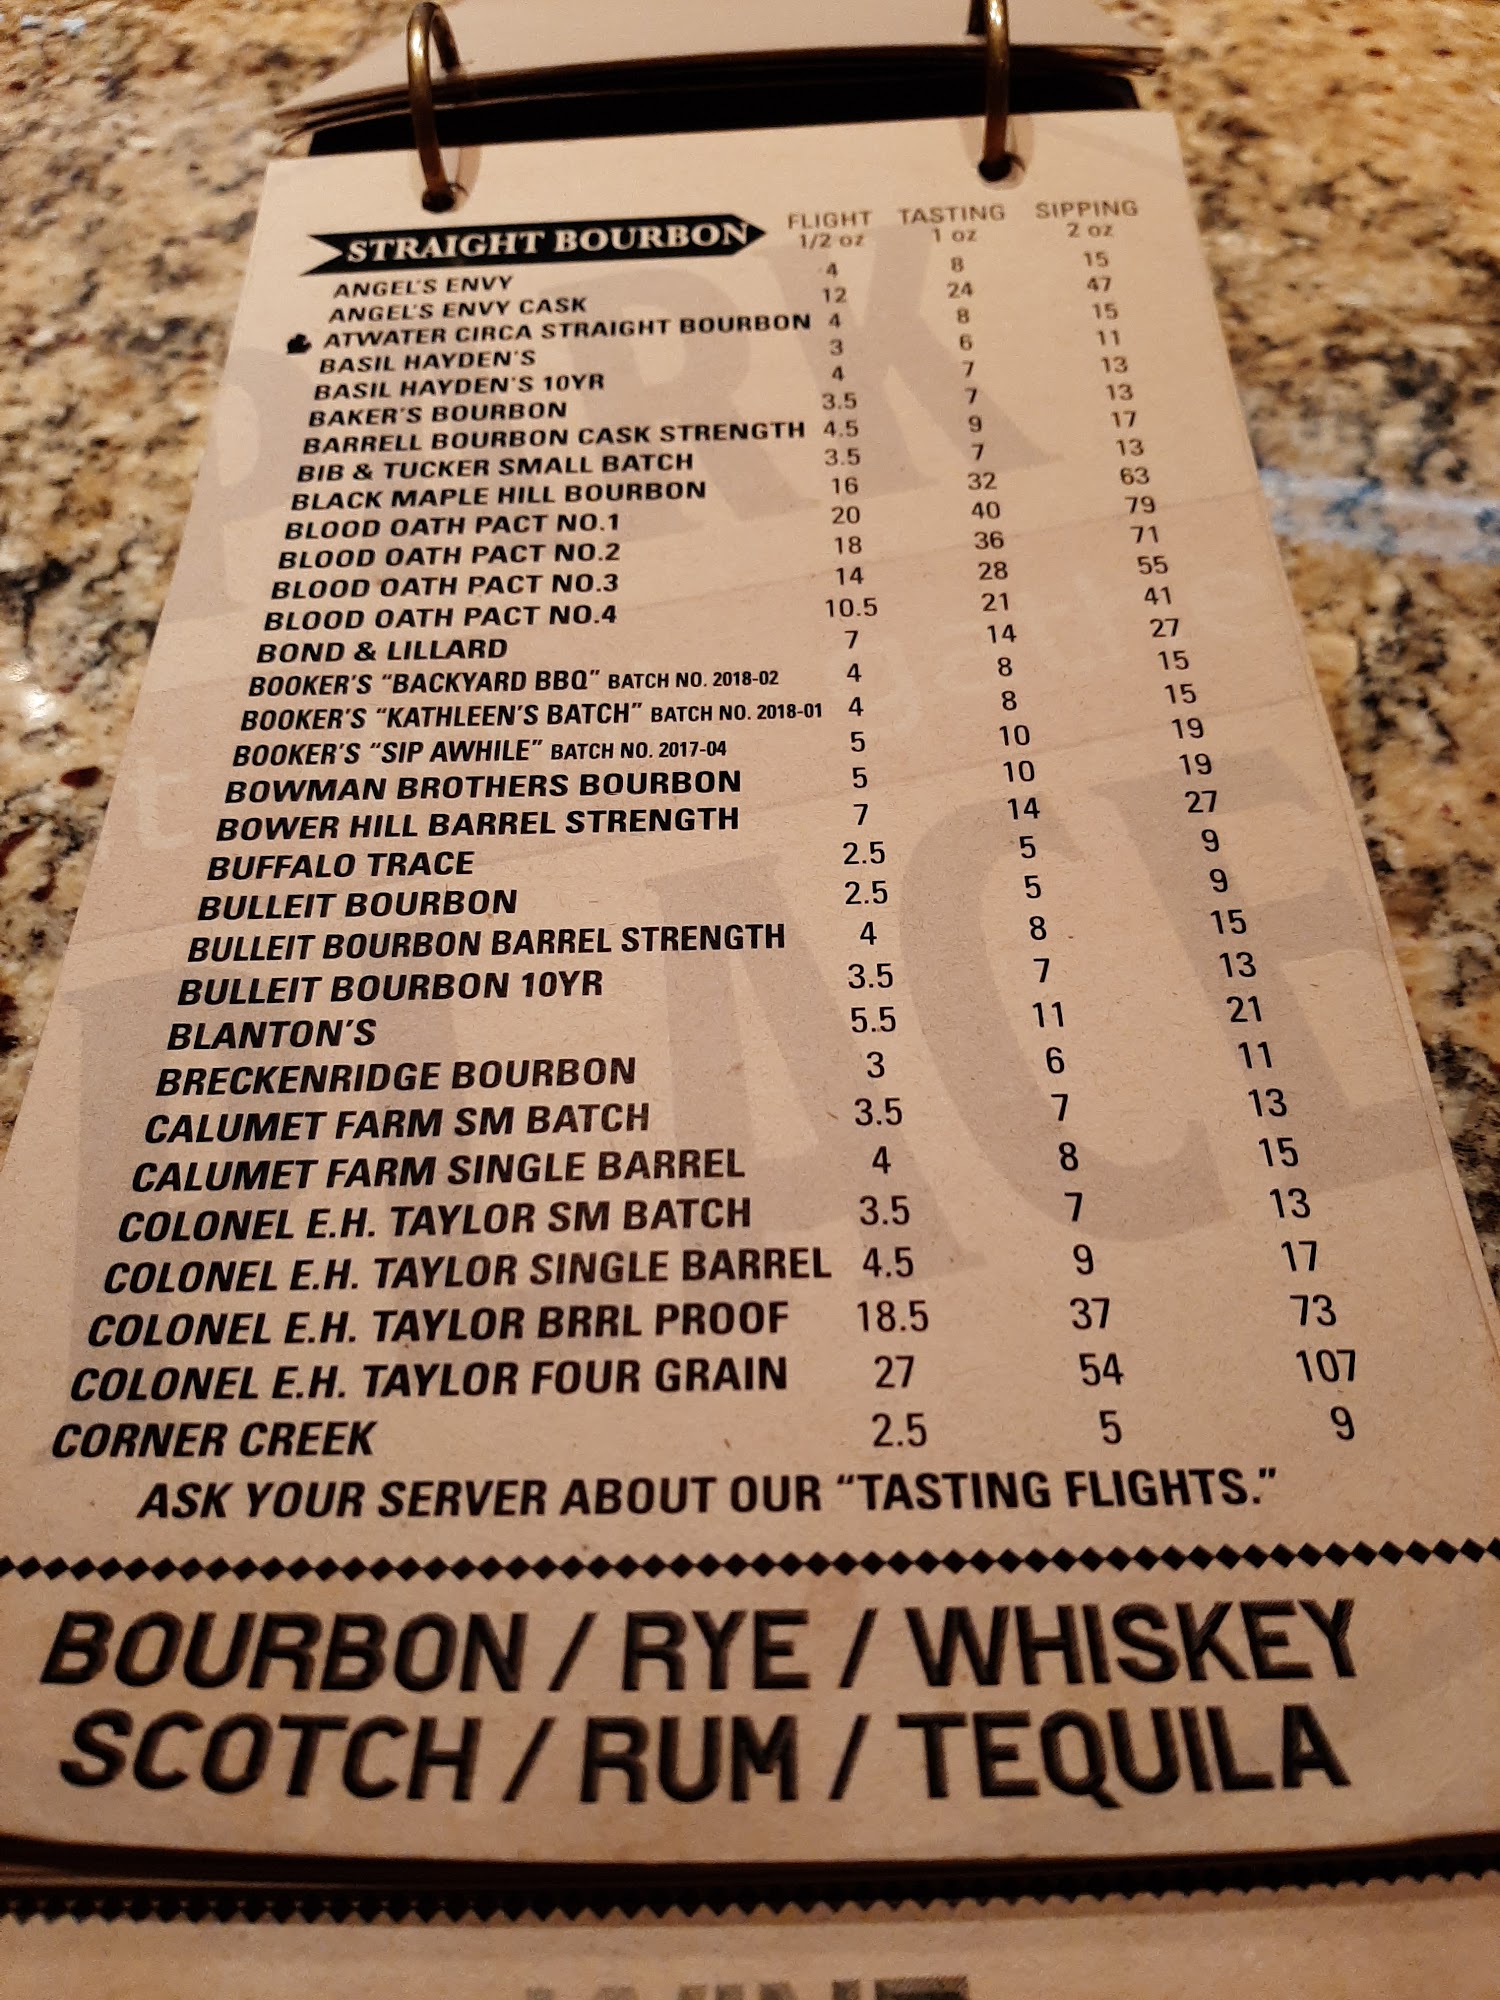 STRAIGHT BOURBON FLIGHT TASTING SIPPING
1/2 oz 1 oz 2 oz
ANGEL'S ENVY 4 8 15
ANGEL'S ENVY CASK 12 24 47
ATWATER CIRCA STRAIGHT BOURBON 4 8 15
BASIL HAYDEN'S 3 6 11
BASIL HAYDEN'S 10YR 4 7 13
BAKER'S BOURBON 3.5 7 13
BARRELL BOURBON CASK STRENGTH 4.5 9 17
BIB & TUCKER SMALL BATCH 3.5 7 13
BLACK MAPLE HILL BOURBON 16 32 63
BLOOD OATH PACT NO.1 20 40 79
BLOOD OATH PACT NO.2 18 36 71
BLOOD OATH PACT NO.3 14 28 55
BLOOD OATH PACT NO.4 10.5 21 41
BOND & LILLARD 7 14 27
BOOKER'S "BACKYARD BBQ" BATCH NO. 2018-02 4 8 15
BOOKER'S "KATHLEEN'S BATCH" BATCH NO. 2018-01 4 8 15
BOOKER'S "SIP AWHILE" BATCH NO. 2017-04 5 10 19
BOWMAN BROTHERS BOURBON 5 10 19
BOWER HILL BARREL STRENGTH 7 14 27
BUFFALO TRACE 2.5 5 9
BULLEIT BOURBON 2.5 5 9
BULLEIT BOURBON BARREL STRENGTH 4 8 15
BULLEIT BOURBON 10YR 3.5 7 13
BLANTON'S 5.5 11 21
BRECKENRIDGE BOURBON 3 6 11
CALUMET FARM SM BATCH 3.5 7 13
CALUMET FARM SINGLE BARREL 4 8 15
COLONEL E.H. TAYLOR SM BATCH 3.5 7 13
COLONEL E.H. TAYLOR SINGLE BARREL 4.5 9 17
COLONEL E.H. TAYLOR BRRL PROOF 18.5 37 73
COLONEL E.H. TAYLOR FOUR GRAIN 27 54 107
CORNER CREEK 2.5 5 9
ASK YOUR SERVER ABOUT OUR "TASTING FLIGHTS."
BOURBON / RYE / WHISKEY
SCOTCH / RUM / TEQUILA